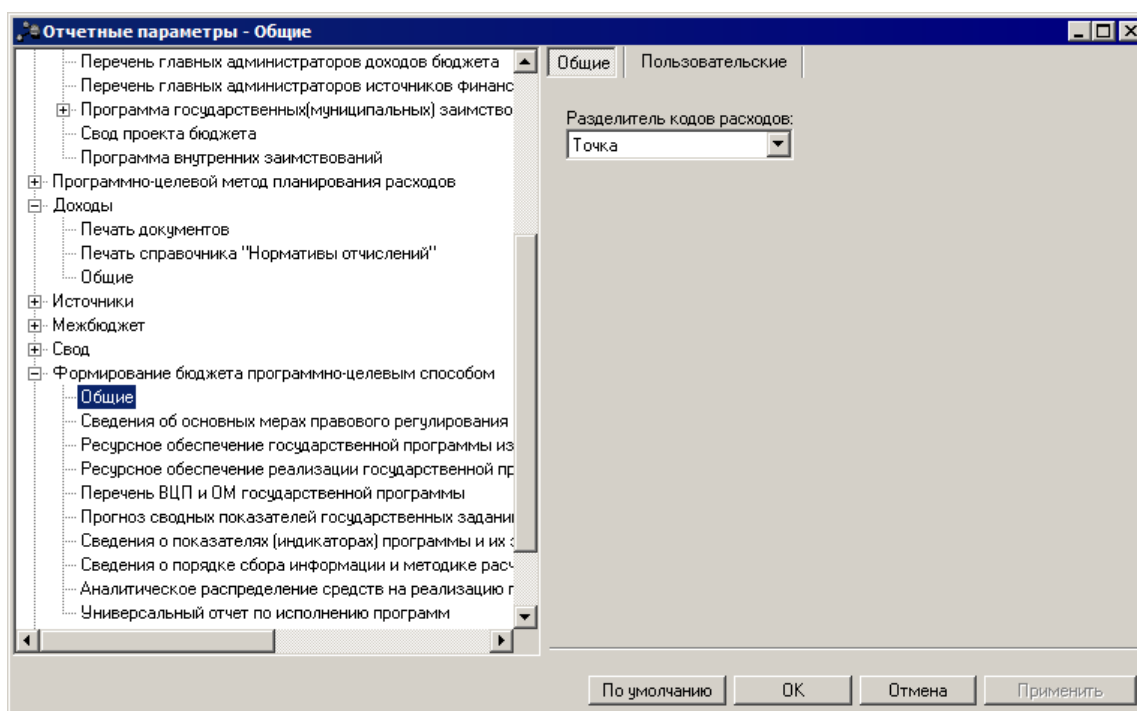 Отчетные параметры - Общие
Перечень главных администраторов доходов бюджета
Перечень главных администраторов источников финанс
Программа государственных(муниципальных) заимство
Свод проекта бюджета
Программа внутренних заимствований
Программно-целевой метод планирования расходов
Доходы
Печать документов
Печать справочника "Нормативы отчислений"
Общие
Источники
Межбюджет
Свод
Формирование бюджета программно-целевым способом
Общие
Сведения об основных мерах правового регулирования
Ресурсное обеспечение государственной программы из
Ресурсное обеспечение реализации государственной пр
Перечень ВЦП и ОМ государственной программы
Прогноз сводных показателей государственных задани
Сведения о показателях (индикаторах) программы и их з
Сведения о порядке сбора информации и методике расч
Аналитическое распределение средств на реализацию п
Универсальный отчет по исполнению программ
Общие
Пользовательские
Разделитель кодов расходов:
Точка
По умолчанию
OK
Отмена
Применить